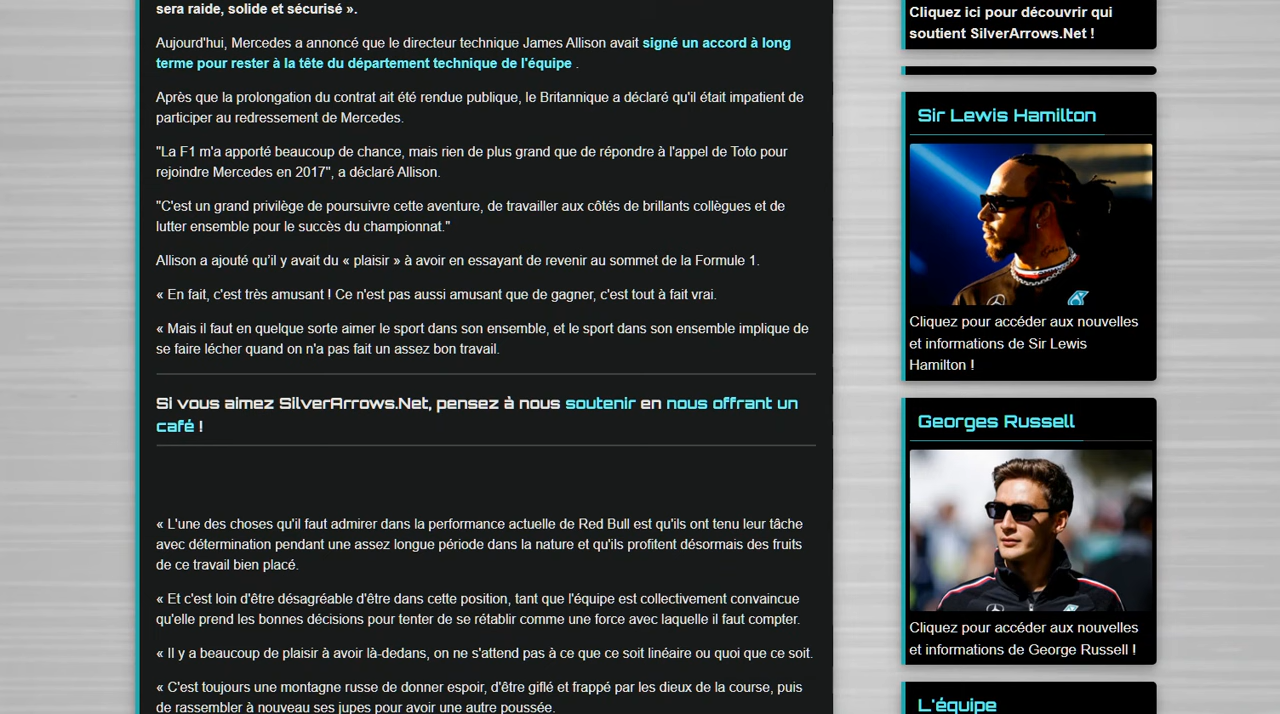 sera raide, solide et sécurisé ».
Aujourd'hui, Mercedes a annoncé que le directeur technique James Allison avait signé un accord à long
terme pour rester à la tête du département technique de l'équipe .
Après que la prolongation du contrat ait été rendue publique, le Britannique a déclaré qu'il était impatient de
participer au redressement de Mercedes.
"La F1 m'a apporté beaucoup de chance, mais rien de plus grand que de répondre à l'appel de Toto pour
rejoindre Mercedes en 2017", a déclaré Allison.
"C'est un grand privilège de poursuivre cette aventure, de travailler aux côtés de brillants collègues et de
lutter ensemble pour le succès du championnat."
Allison a ajouté qu’il y avait du « plaisir » à avoir en essayant de revenir au sommet de la Formule 1.
« En fait, c'est très amusant ! Ce n'est pas aussi amusant que de gagner, c'est tout à fait vrai.
« Mais il faut en quelque sorte aimer le sport dans son ensemble, et le sport dans son ensemble implique de
se faire lécher quand on n'a pas fait un assez bon travail.
Si vous aimez SilverArrows.Net, pensez à nous soutenir en nous offrant un
café !
« L'une des choses qu'il faut admirer dans la performance actuelle de Red Bull est qu'ils ont tenu leur tâche
avec détermination pendant une assez longue période dans la nature et qu'ils profitent désormais des fruits
de ce travail bien placé.
« Et c'est loin d'être désagréable d'être dans cette position, tant que l'équipe est collectivement convaincue
qu'elle prend les bonnes décisions pour tenter de se rétablir comme une force avec laquelle il faut compter.
« Il y a beaucoup de plaisir à avoir là-dedans, on ne s'attend pas à ce que ce soit linéaire ou quoi que ce soit.
« C'est toujours une montagne russe de donner espoir, d'être giflé et frappé par les dieux de la course, puis
de rassembler à nouveau ses jupes pour avoir une autre poussée.
Cliquez ici pour découvrir qui
soutient SilverArrows.Net !
Sir Lewis Hamilton
Cliquez pour accéder aux nouvelles
et informations de Sir Lewis
Hamilton !
Georges Russell
Cliquez pour accéder aux nouvelles
et informations de George Russell !
L'équipe